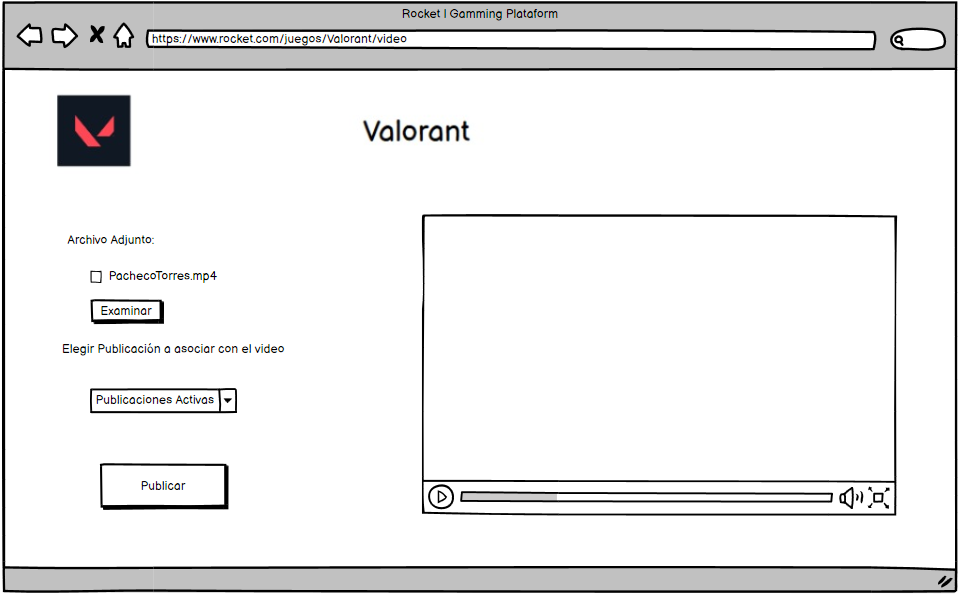 Rocket | Gamming Plataform
https://www.rocket.com/juegos/Valorant/video
Valorant
Archivo Adjunto:
PachecoTorres.mp4
Examinar
Elegir Publicación a asociar con el video
Publicaciones Activas
Publicar